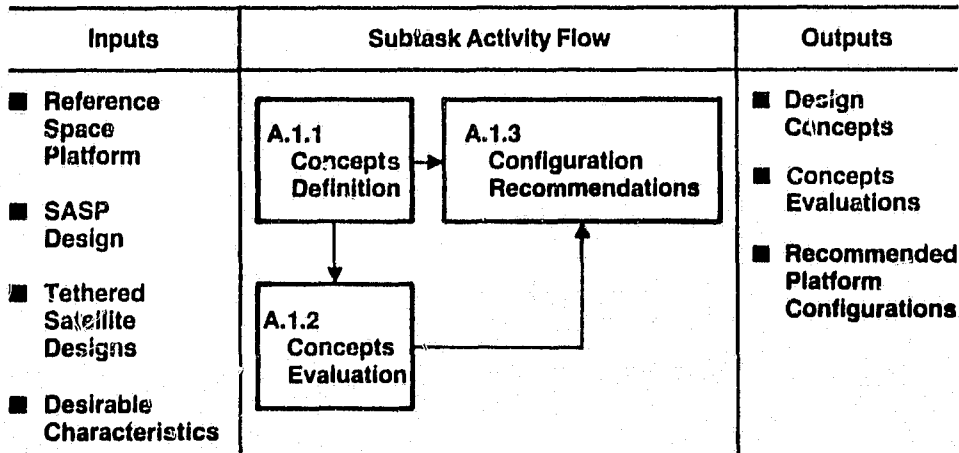 Inputs
Subtask Activity Flow
Outputs
■ Reference
Space
Platform
■ SASP
Design
■ Tethered
Satellite
Designs
■ Desirable
Characteristics
A.1.1
Concepts
Definition
A.1.3
Configuration
Recommendations
A.1.2
Concepts
Evaluation
■ Design
Concepts
■ Concepts
Evaluations
■ Recommended
Platform
Configurations